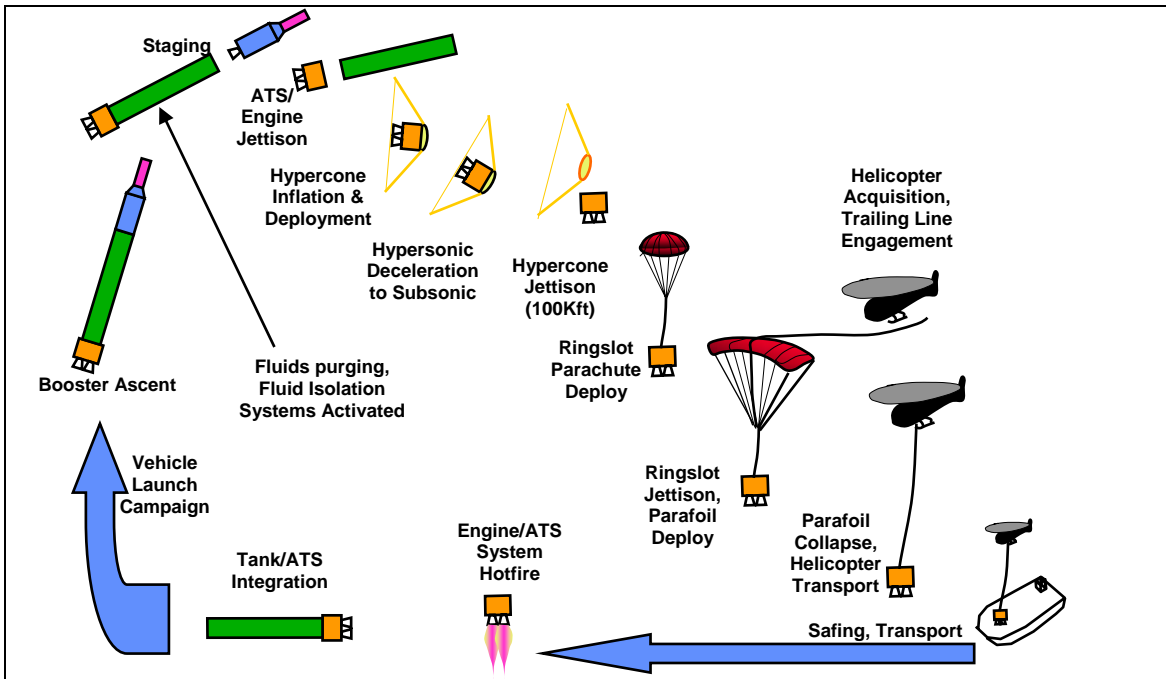 Staging
ATS/
Engine
Jettison
Hypercone
Inflation &
Deployment
Hypersonic
Deceleration
to Subsonic
Hypercone
Jettison
(100Kft)
Helicopter
Acquisition,
Trailing Line
Engagement
Ringslot
Parachute
Deploy
Booster Ascent
Fluids purging,
Fluid Isolation
Systems Activated
Vehicle
Launch
Campaign
Ringslot
Jettison,
Parafoil
Deploy
Parafoil
Collapse,
Helicopter
Transport
Tank/ATS
Integration
Engine/ATS
System
Hotfire
Safing, Transport